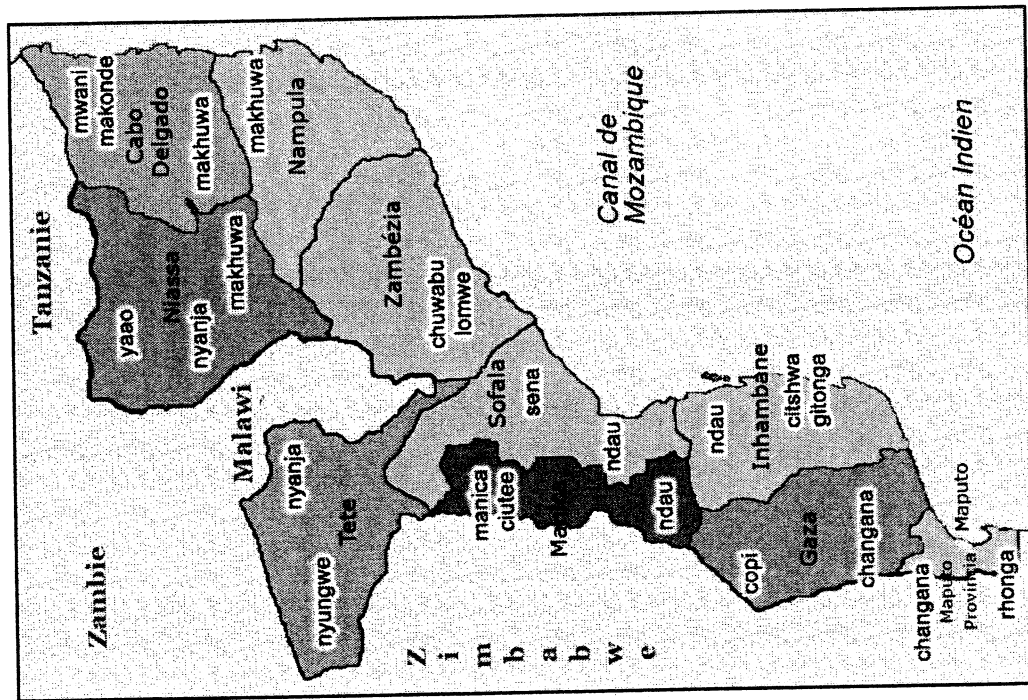 Tanzanie
Zambie
Malawi
mwani
makonde
Cabo
Delgado
makhuwa
yaao
Niassa
nyanja
makhuwa
makhuwa
Nampula
nyanja
nyungwe
Tete
Zambézia
chuwabu
lomwe
Sofala
sena
manica
ciutee
ndau
ndau
Z
i
m
b
a
b
w
e
Canal de
Mozambique
ndau
Inhambane
citshwa
gitonga
copi
Gaza
changana
changana
Maputo
Provincia
Maputo
rhonga
Océan Indien